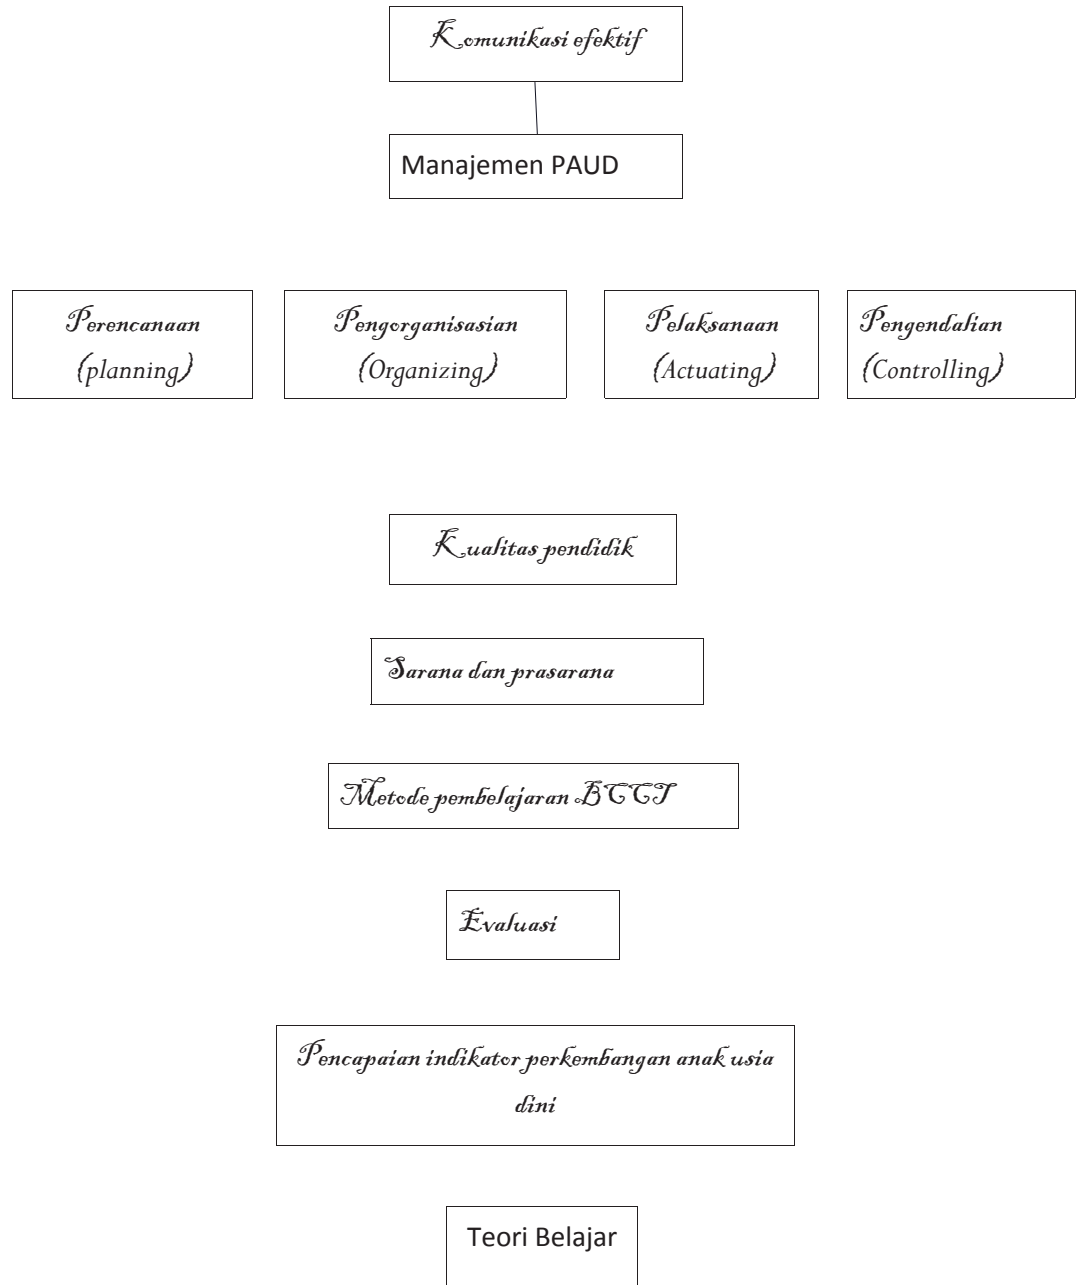 Komunikasi efektif
Manajemen PAUD
Perencanaan
(planning)
Pengorganisasian
(Organizing)
Pelaksanaan
(Actuating)
Pengendalian
(Controlling)
Kualitas pendidik
Sarana dan prasarana
Metode pembelajaran BCCT
Evaluasi
Pencapaian indikator perkembangan anak usia
dini
Teori Belajar